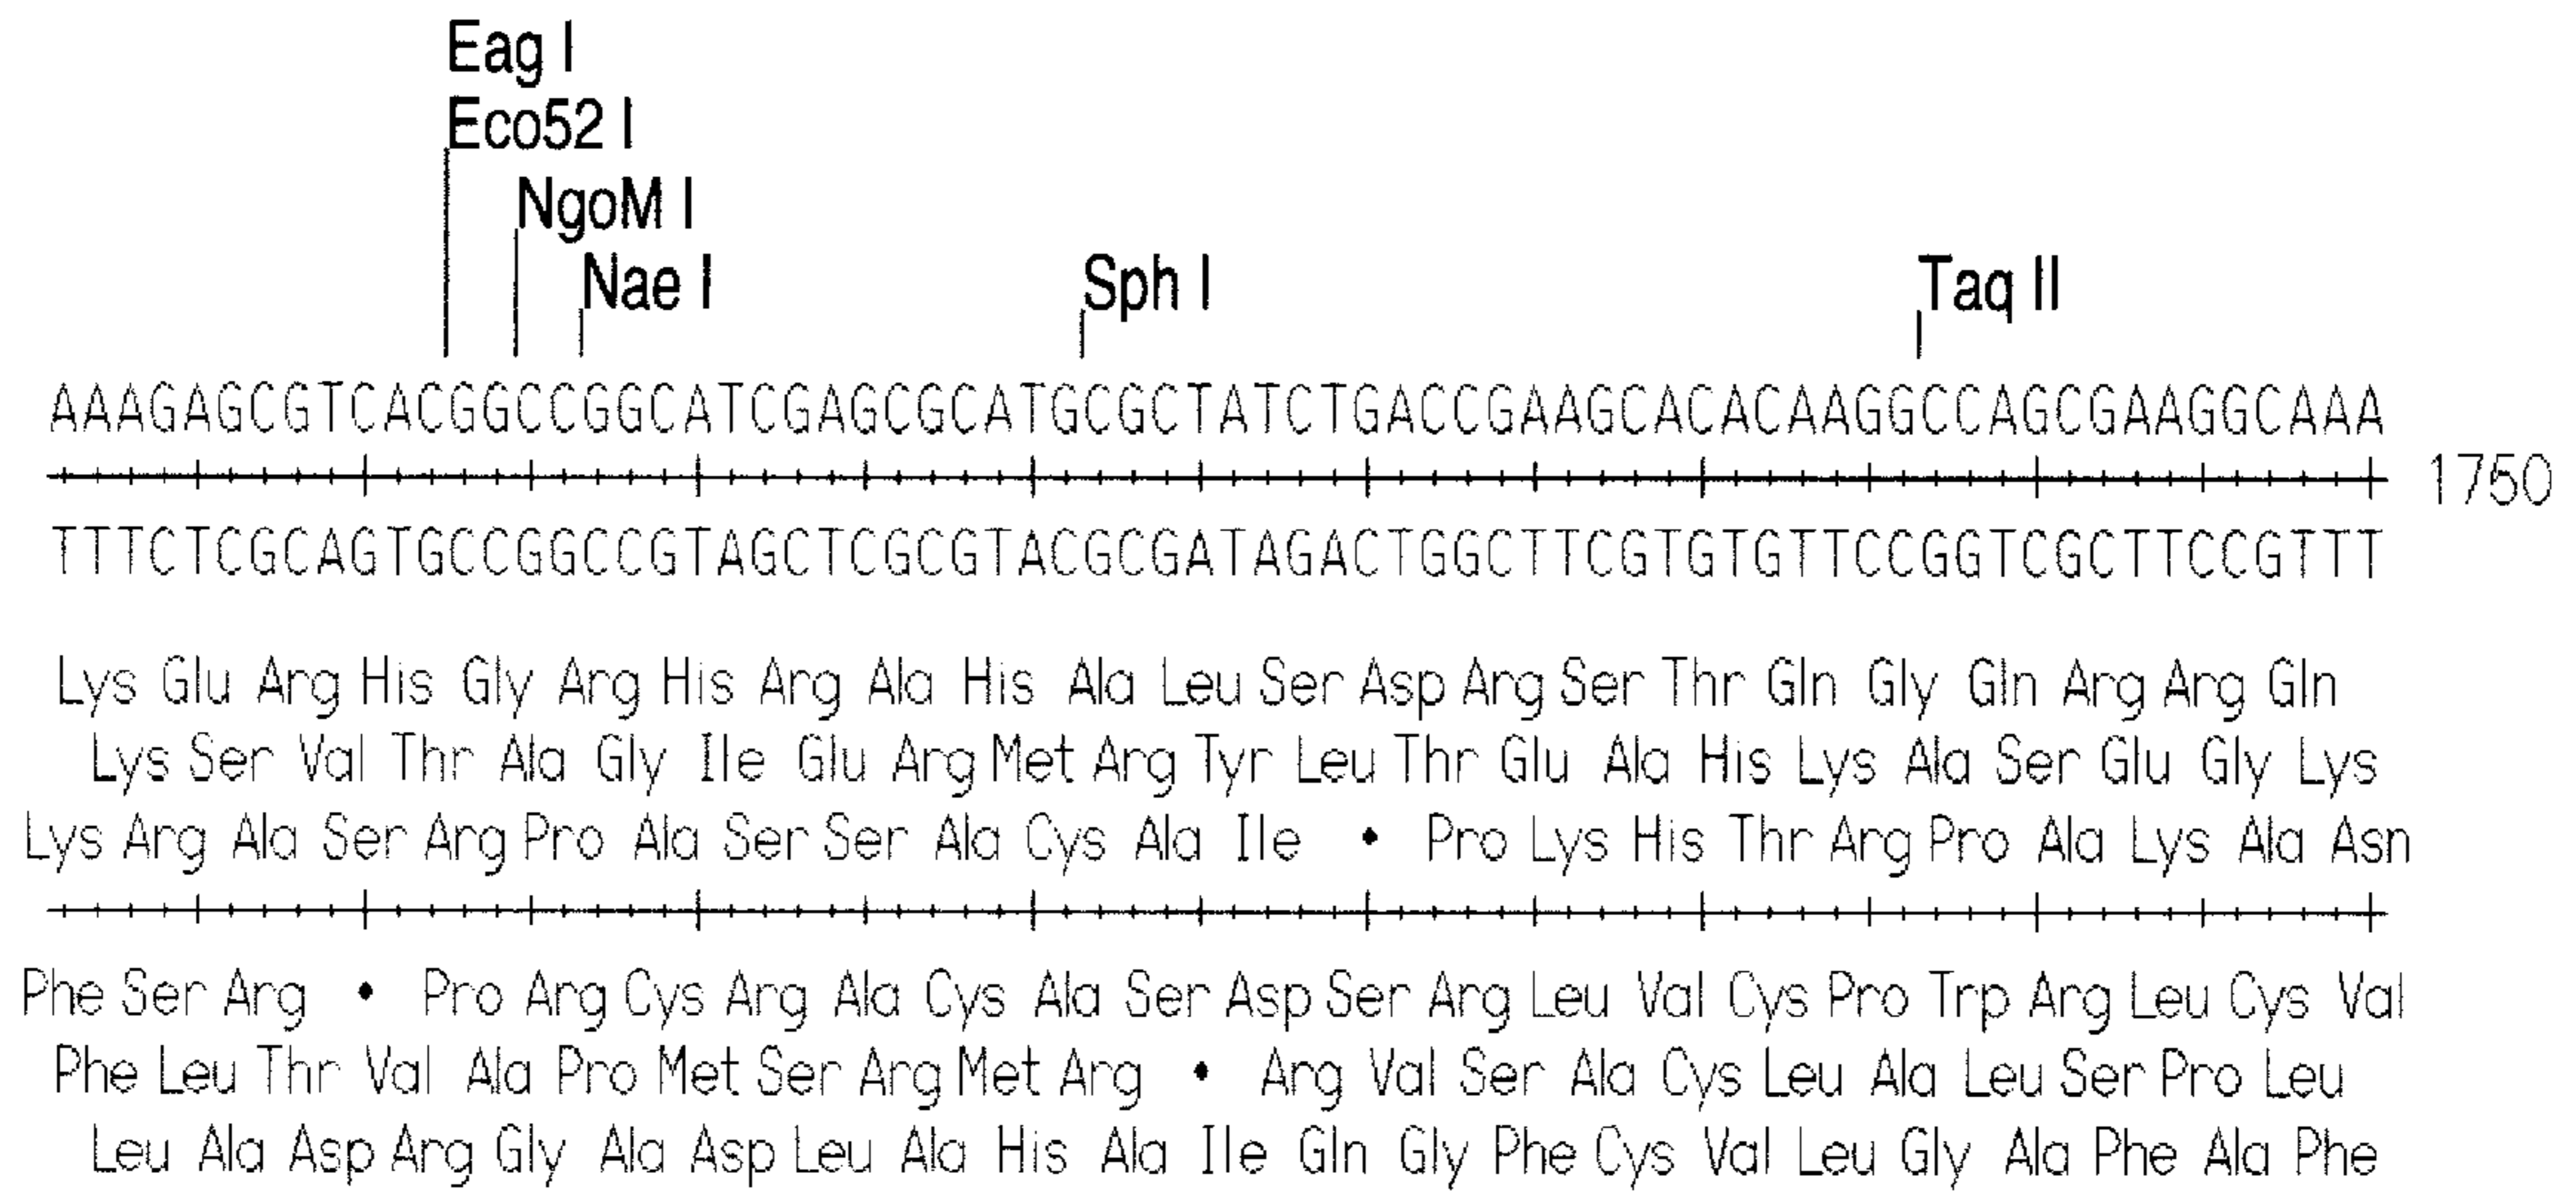 Eag I
Eco52 I
NgoM I
Nae I
Sph I
Taq II
AAAGAGCGTCACGGCCGGCATCGAGCGCATGCGCTATCTGACCGAAGCACACAAGGCCAGCGAAGGCAAA
1750
TTTCTCGCAGTGCCGGCCGTAGCTCGCGTACGCGATAGACTGGCTTCGTGTGTTCCGGTCGCTTCCGTTT
Lys Glu Arg His Gly Arg His Arg Ala His Ala Leu Ser Asp Arg Ser Thr Gln Gly Gln Arg Arg Gln
Lys Ser Val Thr Ala Gly Ile Glu Arg Met Arg Tyr Leu Thr Glu Ala His Lys Ala Ser Glu Gly Lys
Lys Arg Ala Ser Arg Pro Ala Ser Ser Ala Cys Ala Ile • Pro Lys His Thr Arg Pro Ala Lys Ala Asn
Phe Ser Arg • Pro Arg Cys Arg Ala Cys Ala Ser Asp Ser Arg Leu Val Cys Pro Trp Arg Leu Cys Val
Phe Leu Thr Val Ala Pro Met Ser Arg Met Arg • Arg Val Ser Ala Cys Leu Ala Leu Ser Pro Leu
Leu Ala Asp Arg Gly Ala Asp Leu Ala His Ala Ile Gln Gly Phe Cys Val Leu Gly Ala Phe Ala Phe